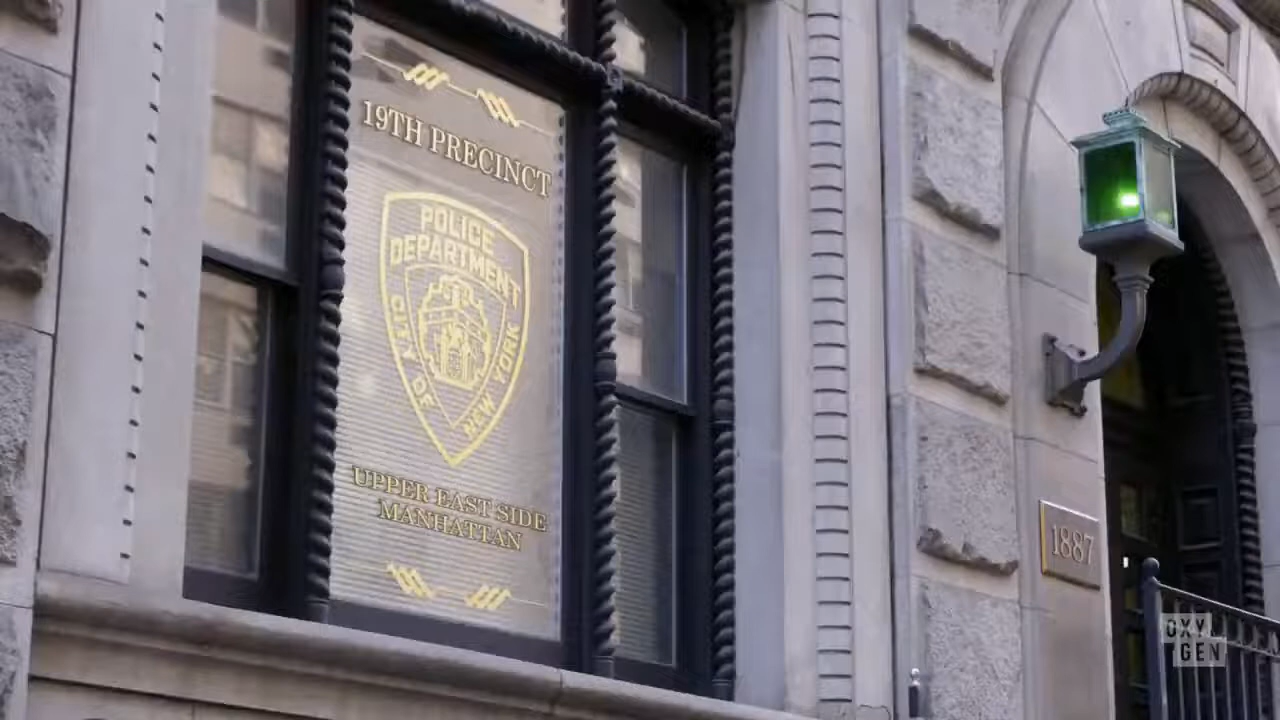 19TH PRECINCT
POLICE
DEPARTMENT
CITY OF
NEW YORK
UPPER EAST SIDE
MANHATTAN
1887
OXY
GEN